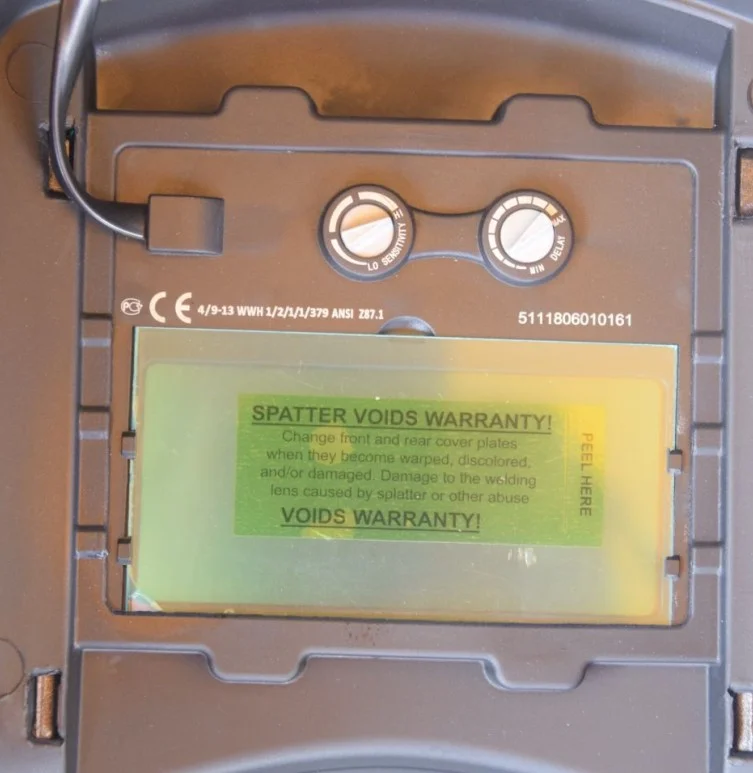 HI
LO SENSITIVITY
MAX
DELAY
MIN
PCT CE 4/9-13 WWH 1/2/1/1/379 ANSI Z87.1
5111806010161
SPATTER VOIDS WARRANTY!
Change front and rear cover plates
when they become warped, discolored,
and/or damaged. Damage to the welding
lens caused by splatter or other abuse
VOIDS WARRANTY!
PEEL HERE